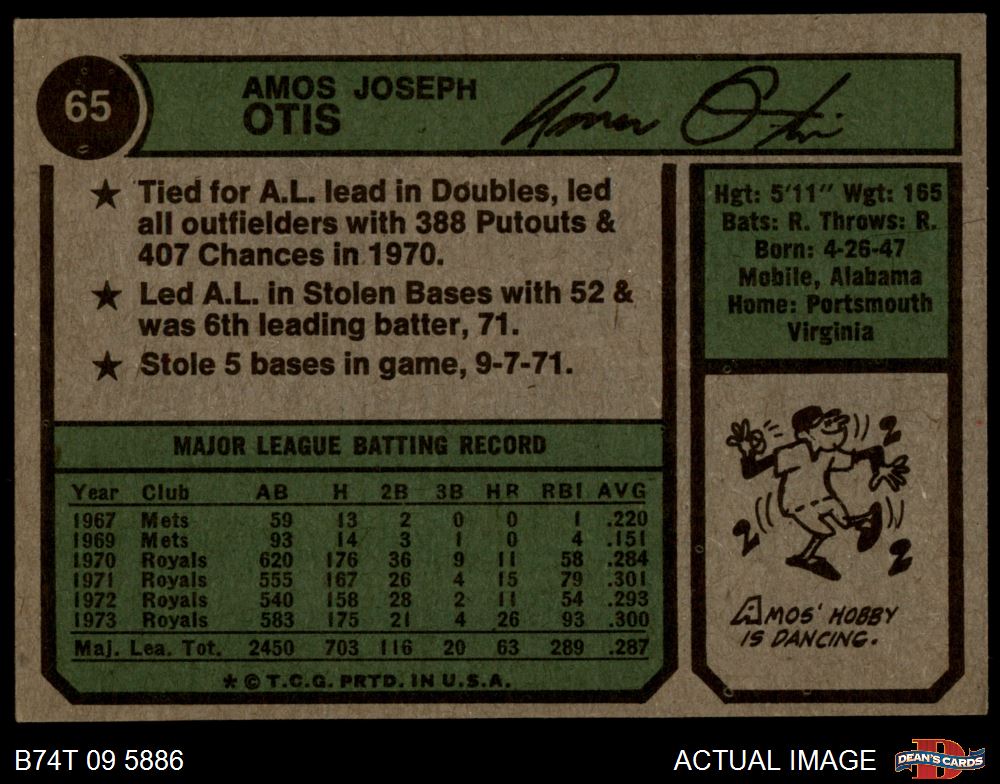 65
AMOS JOSEPH
OTIS
Amos Otis
★ Tied for A.L. lead in Doubles, led
all outfielders with 388 Putouts &
407 Chances in 1970.
★ Led A.L. in Stolen Bases with 52 &
was 6th leading batter, 71.
★ Stole 5 bases in game, 9-7-71.
Hgt: 5'11" Wgt: 165
Bats: R. Throws: R.
Born: 4-26-47
Mobile, Alabama
Home: Portsmouth
Virginia
MAJOR LEAGUE BATTING RECORD
Year Club AB H 2B 3B HR RBI AVG
1967 Mets 59 13 2 0 0 1 .220
1969 Mets 93 14 3 1 0 4 .151
1970 Royals 620 176 36 9 11 58 .284
1971 Royals 555 167 26 4 15 79 .301
1972 Royals 540 158 28 2 11 54 .293
1973 Royals 583 175 21 4 26 93 .300
Maj. Lea. Tot. 2450 703 116 20 63 289 .287
* © T.C.G. PRTD. IN U.S.A.
AMOS' HOBBY
IS DANCING.
B74T 09 5886
ACTUAL IMAGE
DEAN'S CARDS